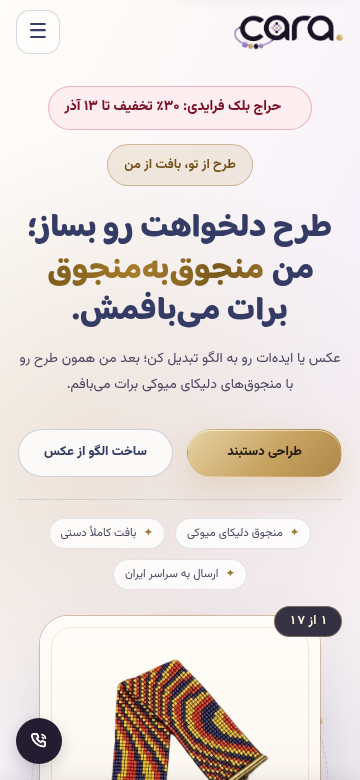 cara.
حراج بلک فرایدی: ۳۰٪ تخفیف تا ۱۳ آذر
طرح از تو، بافت از من
طرح دلخواهت رو بساز؛
من منجوق‌به‌منجوق
برات می‌بافمش.
عکس یا ایده‌ات رو به الگو تبدیل کن؛ بعد من همون طرح رو
با منجوق‌های دلیکای میوکی برات می‌بافم.
طراحی دستبند
ساخت الگو از عکس
✦ منجوق دلیکای میوکی
✦ بافت کاملاً دستی
✦ ارسال به سراسر ایران
۱ از ۱۷